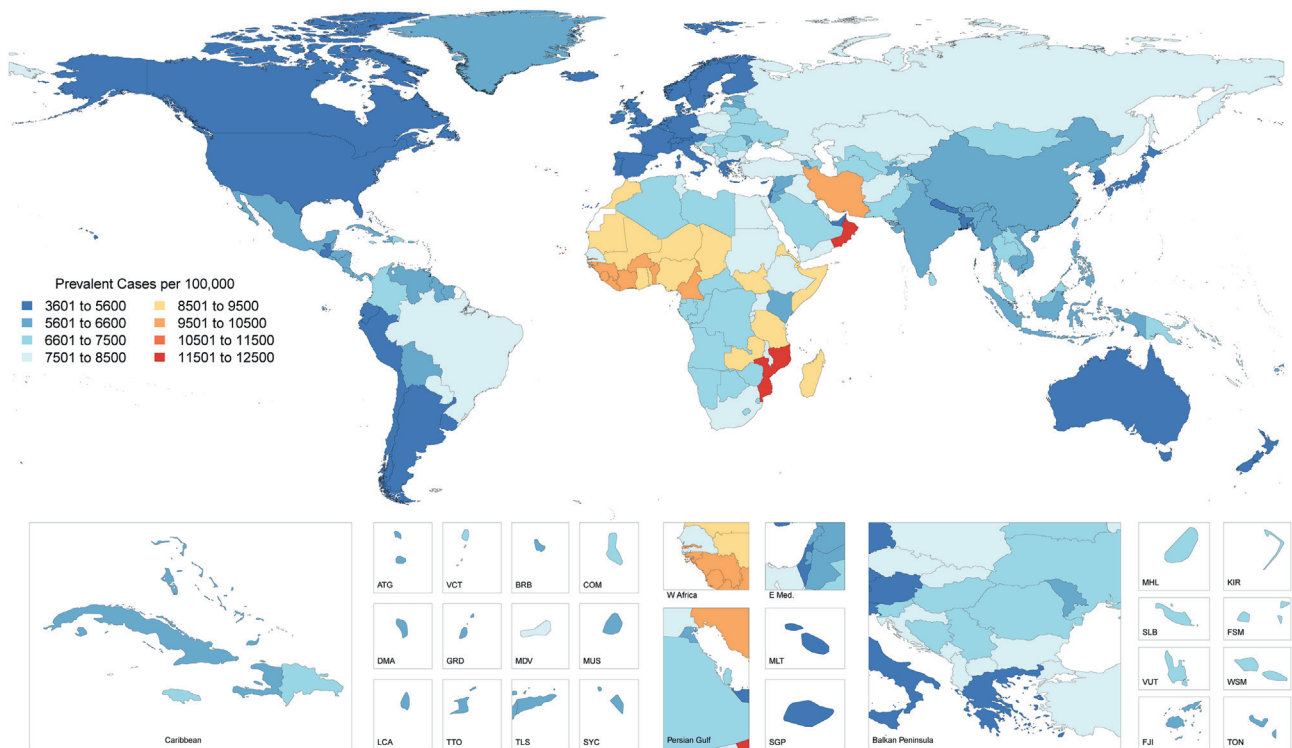 Prevalent Cases per 100,000
3601 to 5600
8501 to 9500
5601 to 6600
9501 to 10500
6601 to 7500
10501 to 11500
7501 to 8500
11501 to 12500
ATG
VCT
BRB
COM
W Africa
E Med.
MHL
KIR
DMA
GRD
MDV
MUS
MLT
SLB
FSM
VUT
WSM
Caribbean
LCA
TTO
TLS
SYC
Persian Gulf
SGP
Balkan Peninsula
FJI
TON